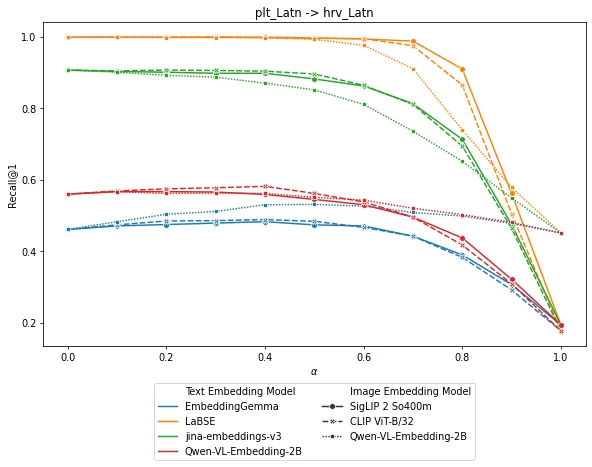 plt_Latn -> hrv_Latn
1.0
0.8
0.6
0.4
0.2
Recall@1
0.0 0.2 0.4 0.6 0.8 1.0
α
Text Embedding Model
EmbeddingGemma
LaBSE
jina-embeddings-v3
Qwen-VL-Embedding-2B
Image Embedding Model
SigLIP 2 So400m
CLIP ViT-B/32
Qwen-VL-Embedding-2B